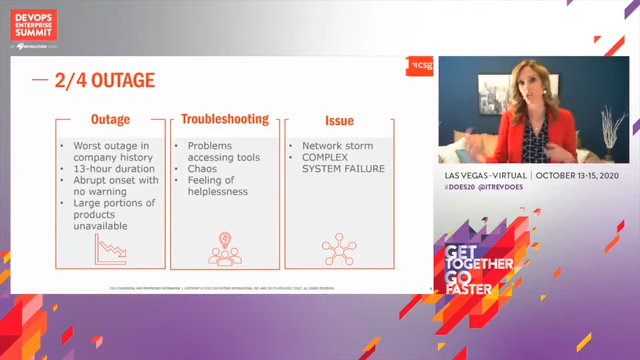 DEVOPS
ENTERPRISE
SUMMIT
2/4 OUTAGE
csg
Outage
• Worst outage in
company history
• 13-hour duration
• Abrupt onset with
no warning
• Large portions of
products
unavailable
Troubleshooting
• Problems
accessing tools
• Chaos
• Feeling of
helplessness
Issue
• Network storm
• COMPLEX
SYSTEM FAILURE
LAS VEGAS–VIRTUAL | OCTOBER 13-15, 2020
#DOES20 @ITREVDOES
GET
TOGETHER
GO
FASTER